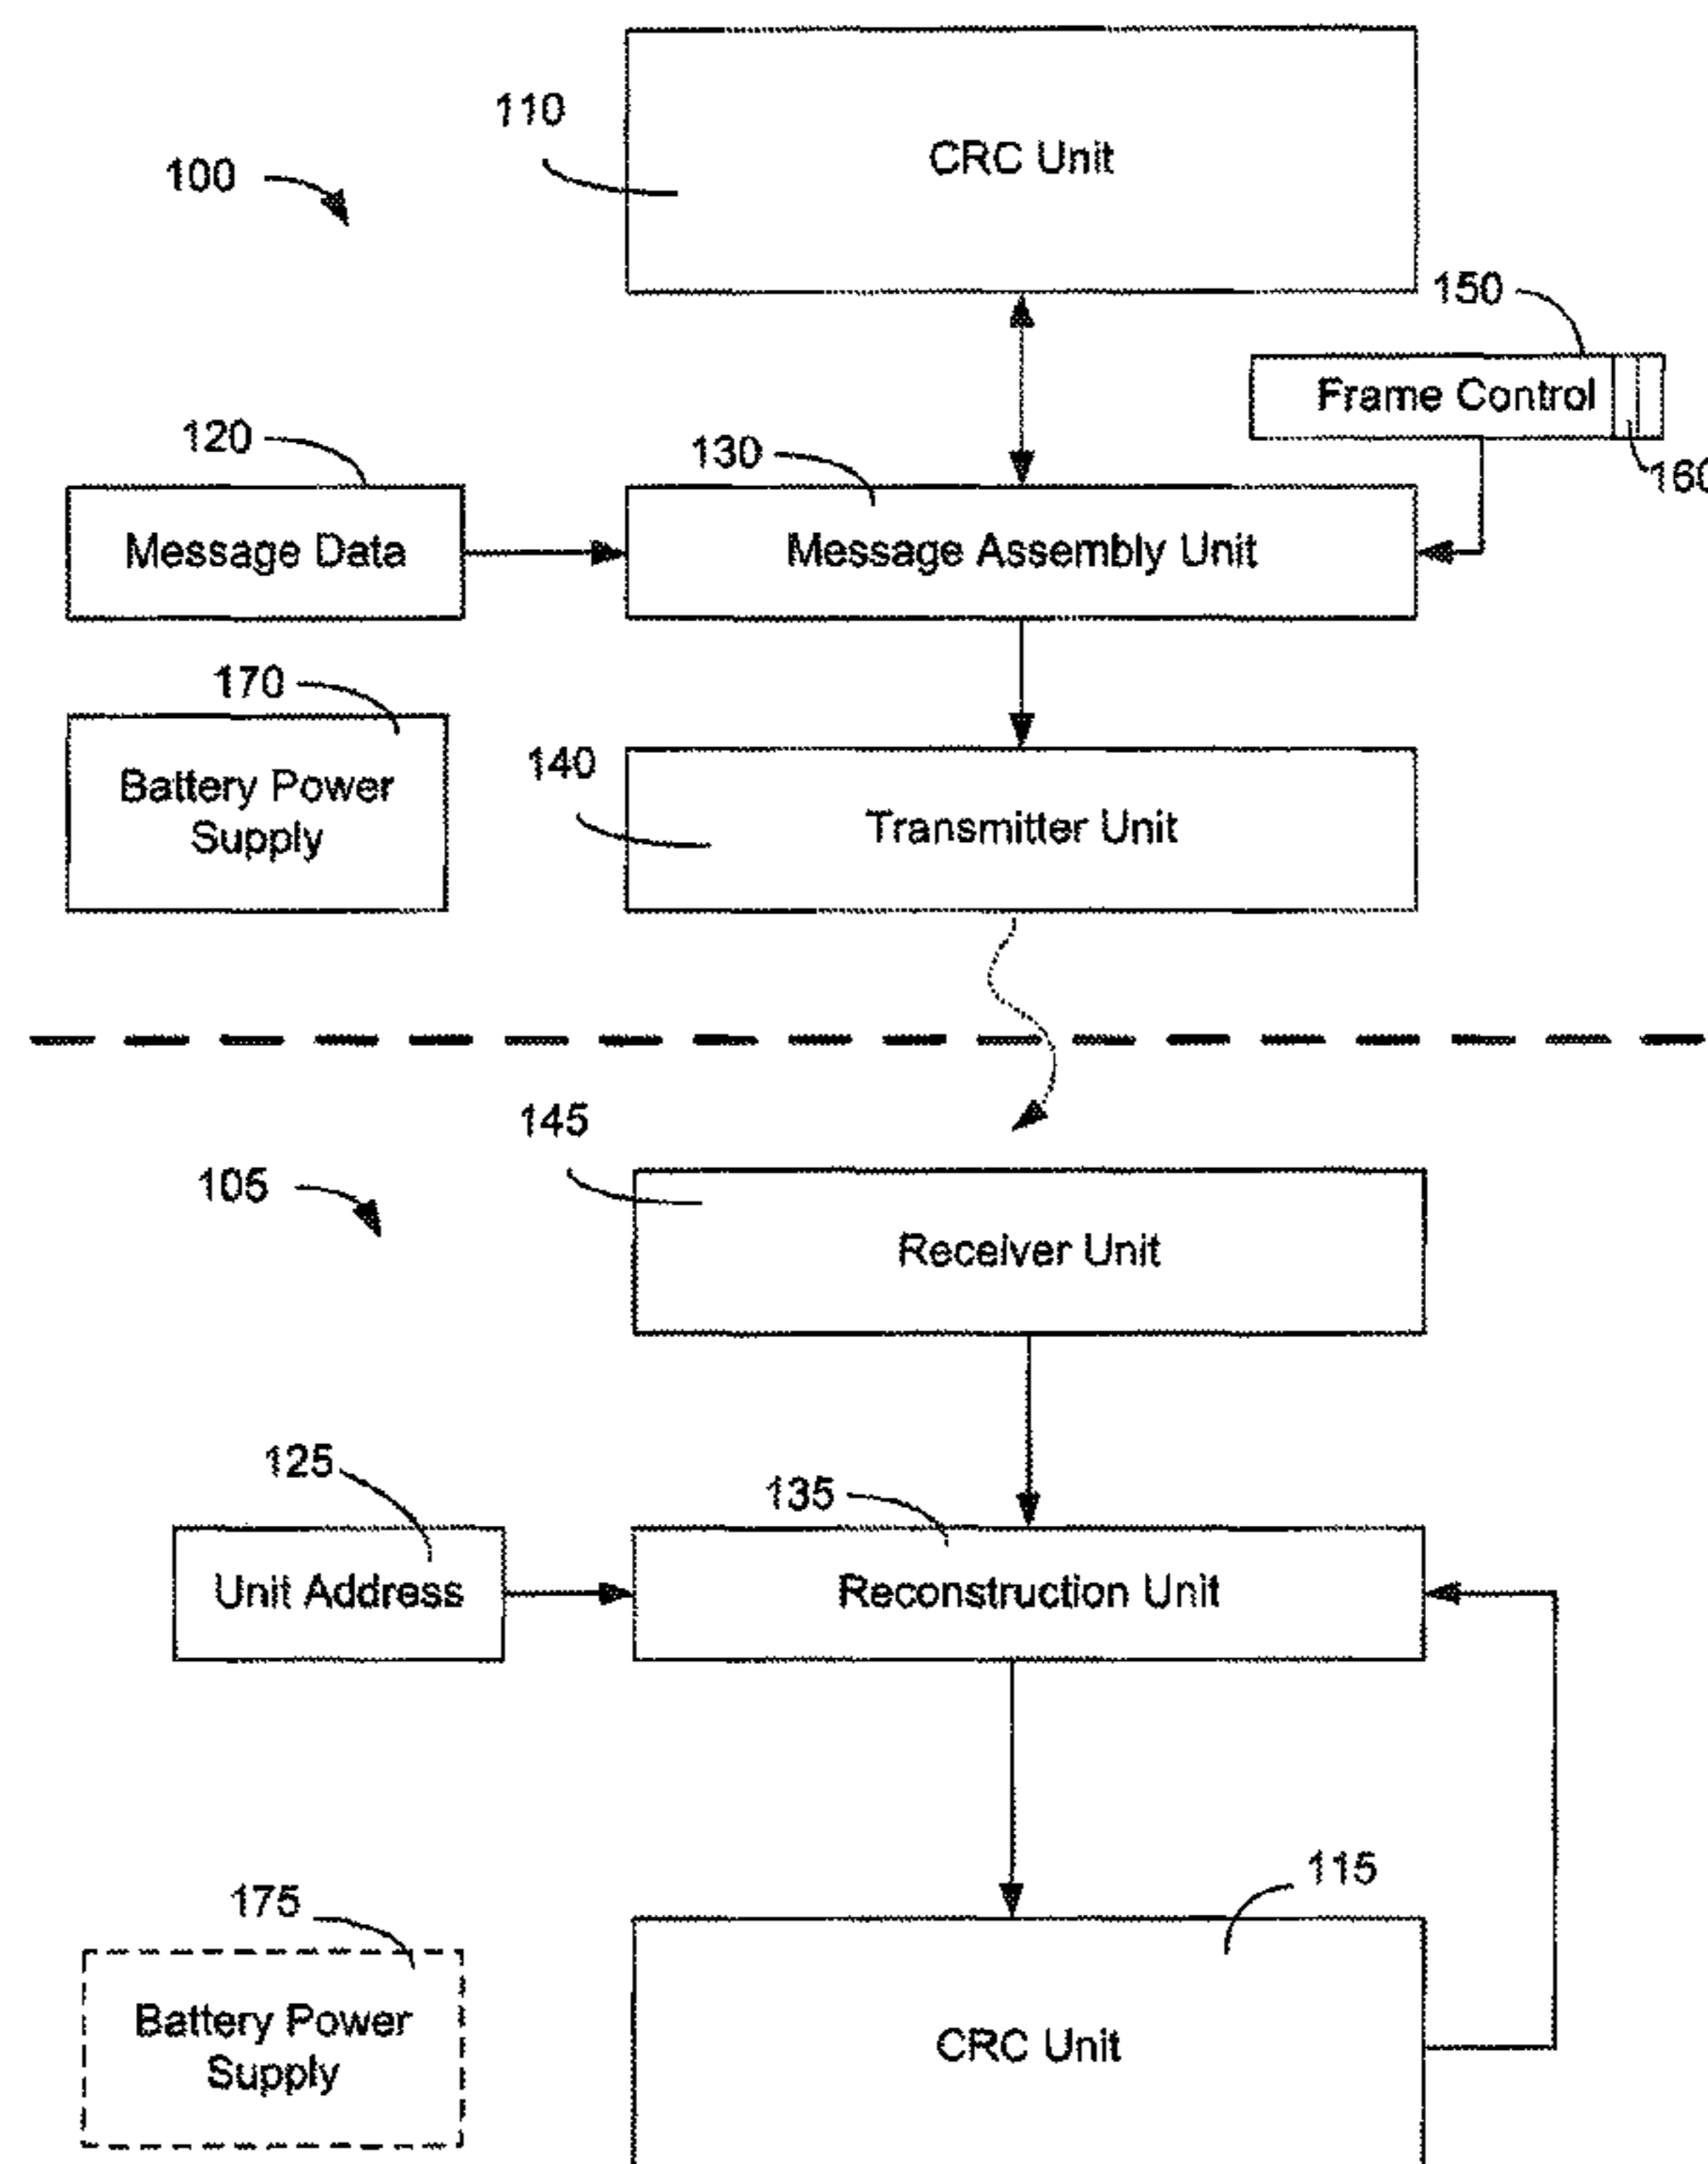 110
CRC Unit
100
150
Frame Control
120
130
160
Message Data
Message Assembly Unit
170
140
Battery Power
Supply
Transmitter Unit
145
105
Receiver Unit
125
135
Unit Address
Reconstruction Unit
115
175
Battery Power
Supply
CRC Unit